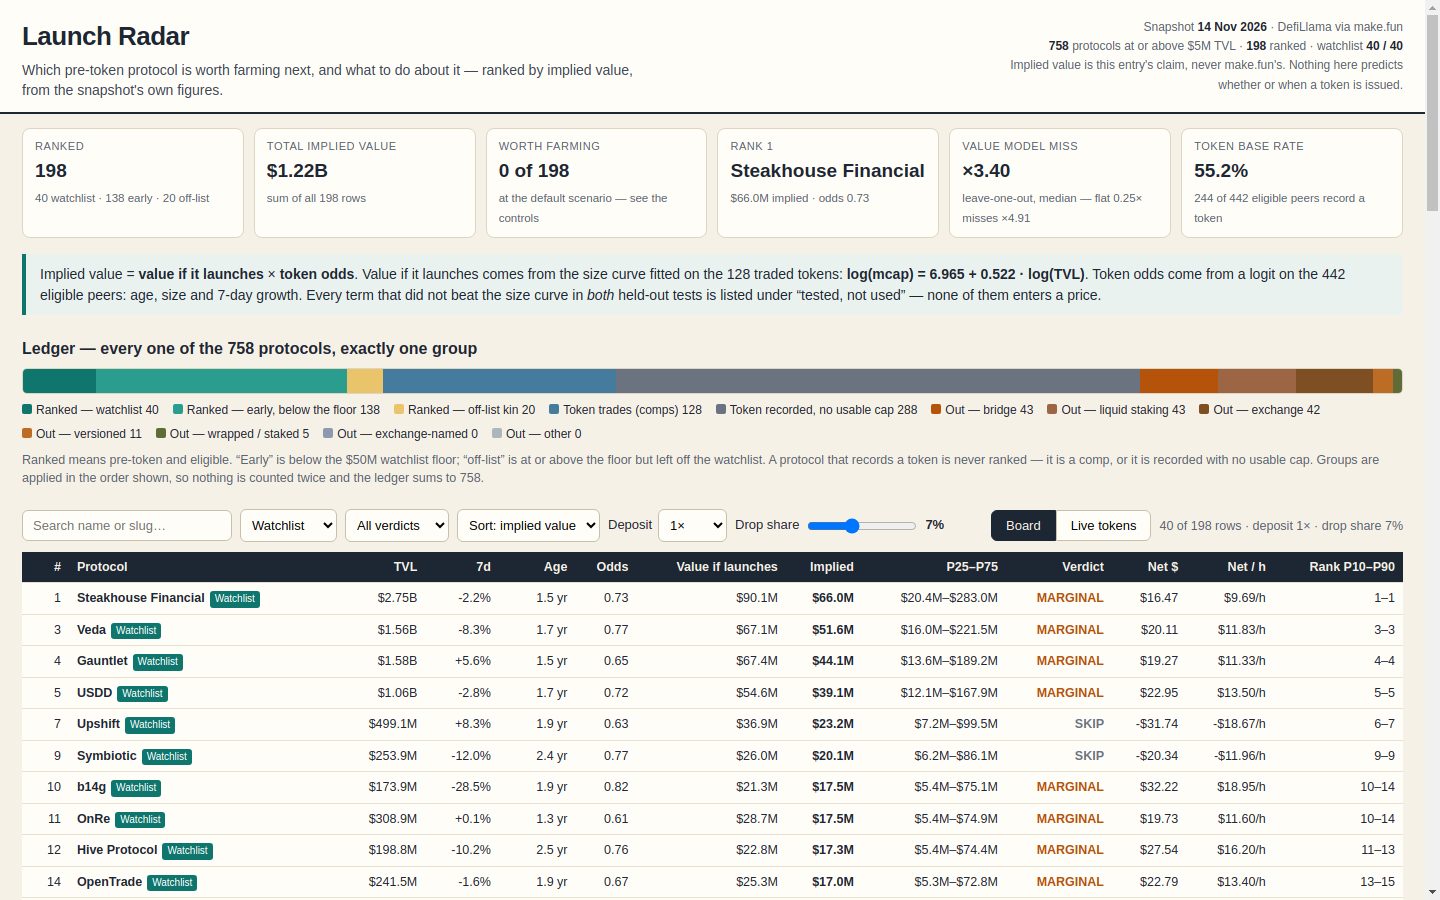 Launch Radar
Which pre-token protocol is worth farming next, and what to do about it — ranked by implied value,
from the snapshot's own figures.
Snapshot 14 Nov 2026 · DefiLlama via make.fun
758 protocols at or above $5M TVL · 198 ranked · watchlist 40 / 40
Implied value is this entry's claim, never make.fun's. Nothing here predicts
whether or when a token is issued.
RANKED
198
40 watchlist · 138 early · 20 off-list
TOTAL IMPLIED VALUE
$1.22B
sum of all 198 rows
WORTH FARMING
0 of 198
at the default scenario — see the
controls
RANK 1
Steakhouse Financial
$66.0M implied · odds 0.73
VALUE MODEL MISS
×3.40
leave-one-out, median — flat 0.25×
misses ×4.91
TOKEN BASE RATE
55.2%
244 of 442 eligible peers record a
token
Implied value = value if it launches × token odds. Value if it launches comes from the size curve fitted on the 128 traded tokens: log(mcap) = 6.965 + 0.522 · log(TVL). Token odds come from a logit on the 442
eligible peers: age, size and 7-day growth. Every term that did not beat the size curve in both held-out tests is listed under “tested, not used” — none of them enters a price.
Ledger — every one of the 758 protocols, exactly one group
Ranked — watchlist 40 Ranked — early, below the floor 138 Ranked — off-list kin 20 Token trades (comps) 128 Token recorded, no usable cap 288 Out — bridge 43 Out — liquid staking 43 Out — exchange 42
Out — versioned 11 Out — wrapped / staked 5 Out — exchange-named 0 Out — other 0
Ranked means pre-token and eligible. “Early” is below the $50M watchlist floor; “off-list” is at or above the floor but left off the watchlist. A protocol that records a token is never ranked — it is a comp, or it is recorded with no usable cap. Groups are
applied in the order shown, so nothing is counted twice and the ledger sums to 758.
Search name or slug… Watchlist All verdicts Sort: implied value Deposit 1× Drop share 7% Board Live tokens 40 of 198 rows · deposit 1× · drop share 7%
# Protocol TVL 7d Age Odds Value if launches Implied P25–P75 Verdict Net $ Net / h Rank P10–P90
1 Steakhouse Financial Watchlist $2.75B -2.2% 1.5 yr 0.73 $90.1M $66.0M $20.4M–$283.0M MARGINAL $16.47 $9.69/h 1–1
3 Veda Watchlist $1.56B -8.3% 1.7 yr 0.77 $67.1M $51.6M $16.0M–$221.5M MARGINAL $20.11 $11.83/h 3–3
4 Gauntlet Watchlist $1.58B +5.6% 1.5 yr 0.65 $67.4M $44.1M $13.6M–$189.2M MARGINAL $19.27 $11.33/h 4–4
5 USDD Watchlist $1.06B -2.8% 1.7 yr 0.72 $54.6M $39.1M $12.1M–$167.9M MARGINAL $22.95 $13.50/h 5–5
7 Upshift Watchlist $499.1M +8.3% 1.9 yr 0.63 $36.9M $23.2M $7.2M–$99.5M SKIP -$31.74 -$18.67/h 6–7
9 Symbiotic Watchlist $253.9M -12.0% 2.4 yr 0.77 $26.0M $20.1M $6.2M–$86.1M SKIP -$20.34 -$11.96/h 9–9
10 b14g Watchlist $173.9M -28.5% 1.9 yr 0.82 $21.3M $17.5M $5.4M–$75.1M MARGINAL $32.22 $18.95/h 10–14
11 OnRe Watchlist $308.9M +0.1% 1.3 yr 0.61 $28.7M $17.5M $5.4M–$74.9M MARGINAL $19.73 $11.60/h 10–14
12 Hive Protocol Watchlist $198.8M -10.2% 2.5 yr 0.76 $22.8M $17.3M $5.4M–$74.4M MARGINAL $27.54 $16.20/h 11–13
14 OpenTrade Watchlist $241.5M -1.6% 1.9 yr 0.67 $25.3M $17.0M $5.3M–$72.8M MARGINAL $22.79 $13.40/h 13–15